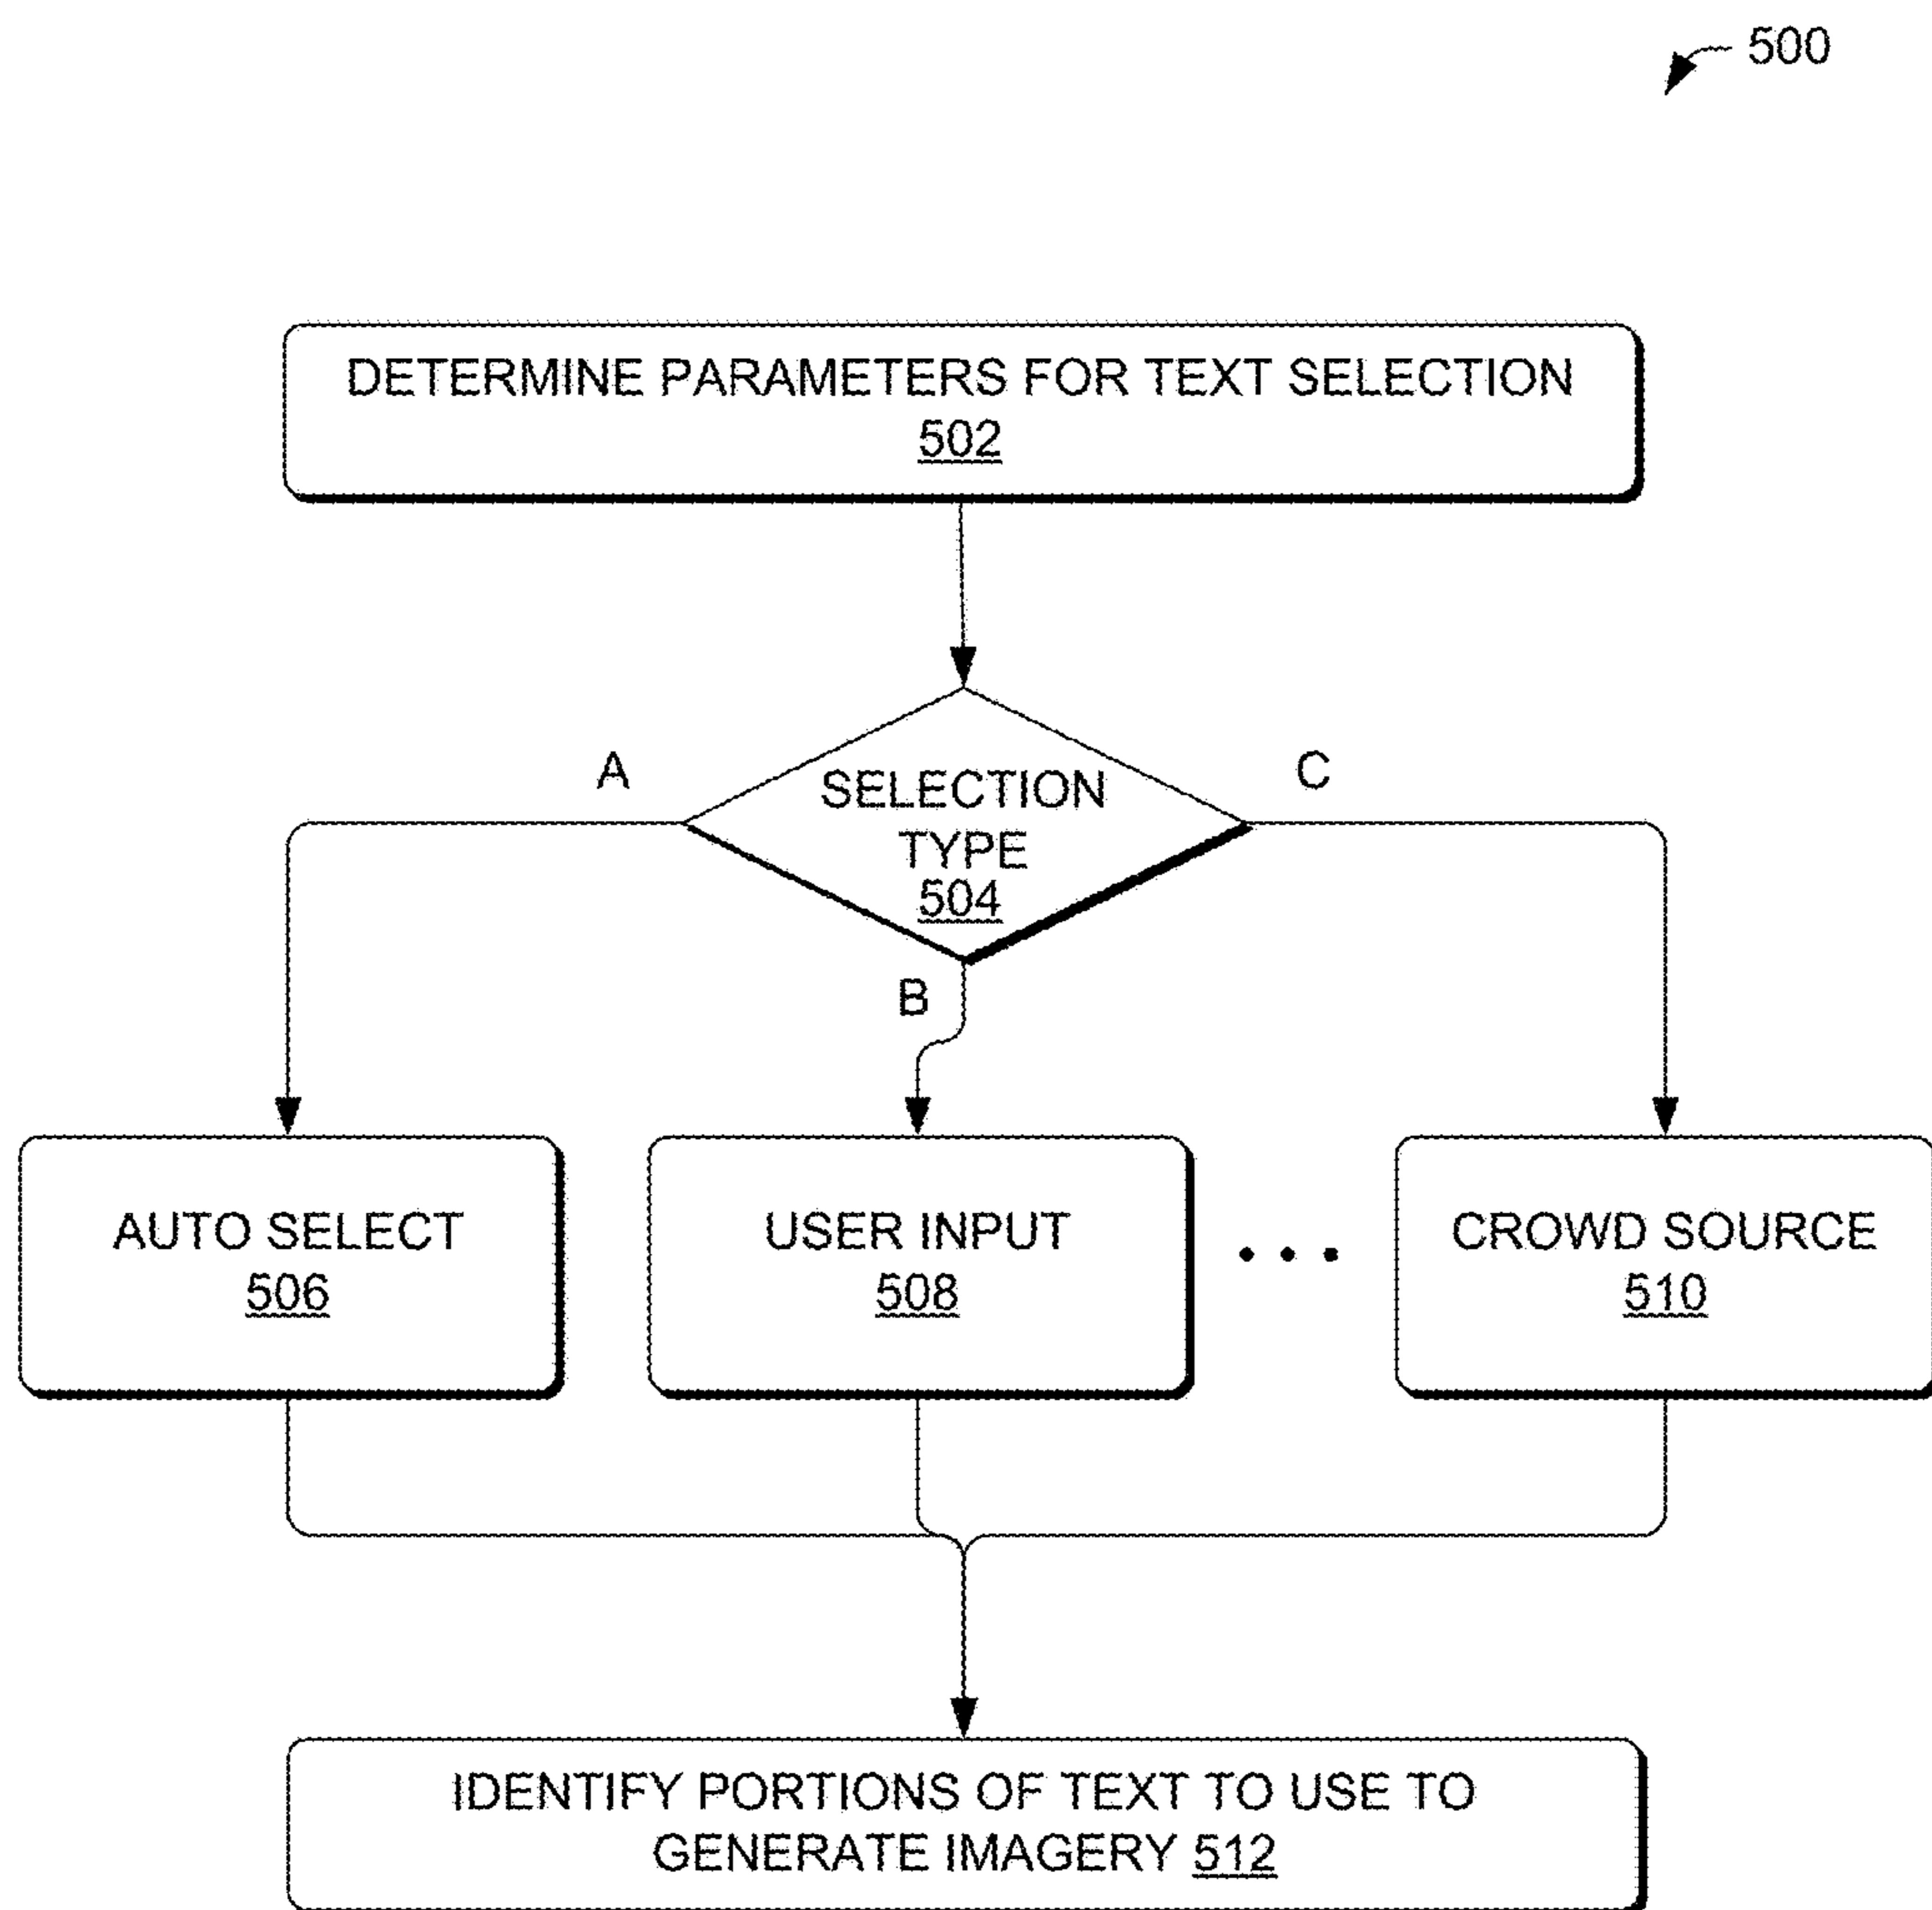 500
DETERMINE PARAMETERS FOR TEXT SELECTION
502
A
C
SELECTION
TYPE
504
B
AUTO SELECT
506
USER INPUT
508
• • •
CROWD SOURCE
510
IDENTIFY PORTIONS OF TEXT TO USE TO
GENERATE IMAGERY 512